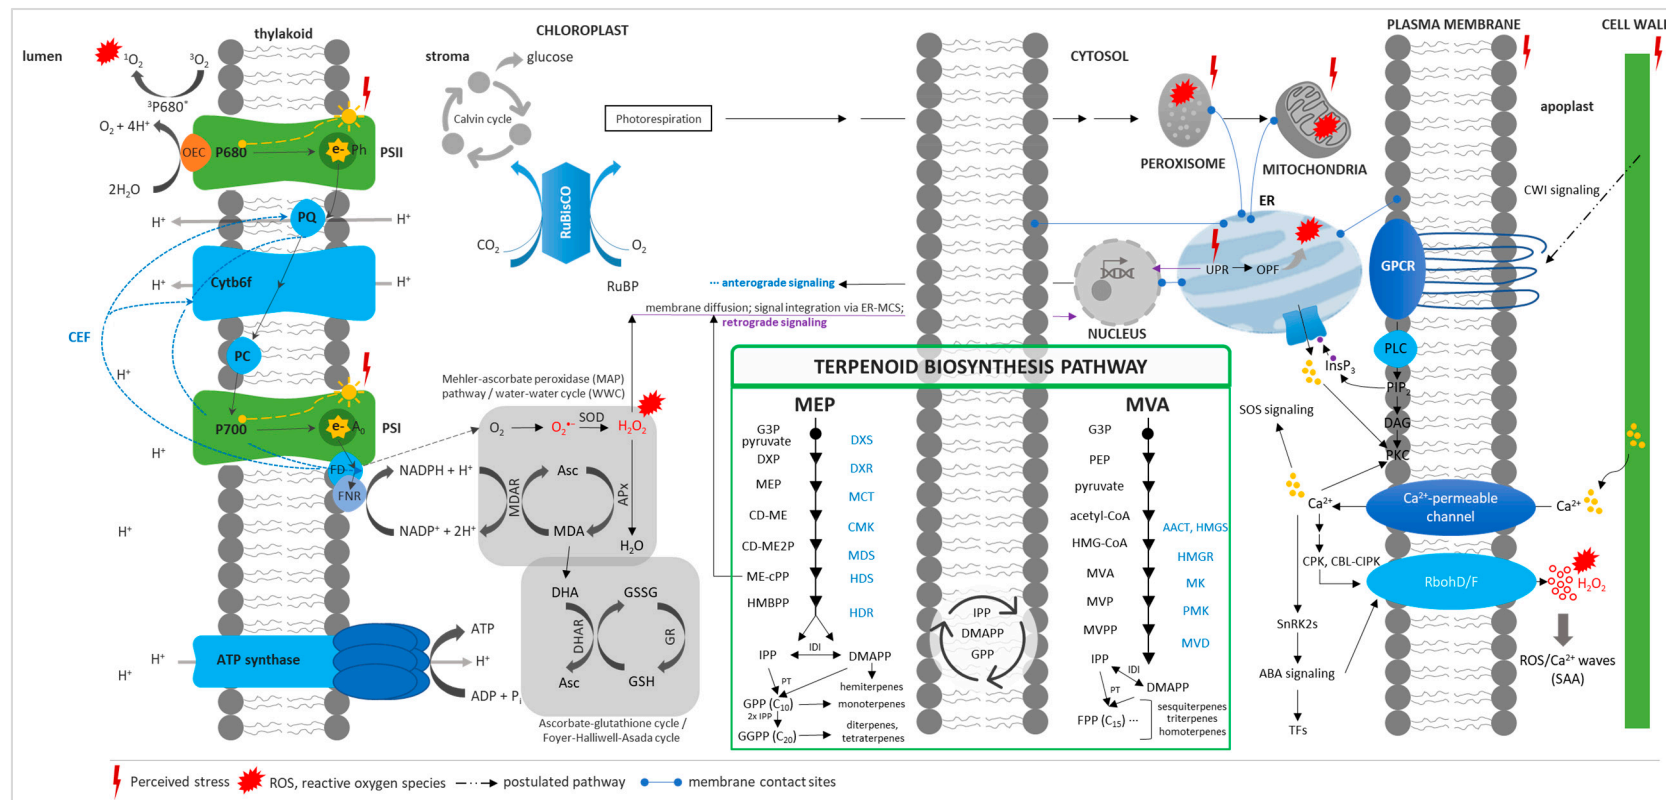 lumen
thylakoid
CHLOROPLAST
stroma
glucose
Calvin cycle
¹O₂
³O₂
³P680*
O₂ + 4H⁺
OEC
P680
e-
Ph
PSII
2H₂O
H⁺
PQ
H⁺
H⁺
Cytb6f
H⁺
CEF
PC
H⁺
P700
e-
A₀
PSI
H⁺
FD
FNR
H⁺
H⁺
ATP synthase
H⁺
H⁺
ATP
ADP + Pᵢ
Photorespiration
RuBisCO
CO₂
O₂
RuBP
··· anterograde signaling
membrane diffusion; signal integration via ER-MCS;
retrograde signaling
Mehler-ascorbate peroxidase (MAP)
pathway / water-water cycle (WWC)
O₂
O₂•−
SOD
H₂O₂
NADPH + H⁺
NADP⁺ + 2H⁺
MDAR
Asc
MDA
APx
H₂O
DHA
GSSG
DHAR
GR
Asc
GSH
Ascorbate-glutathione cycle /
Foyer-Halliwell-Asada cycle
TERPENOID BIOSYNTHESIS PATHWAY
MEP
G3P
pyruvate
DXS
DXP
DXR
MEP
MCT
CD-ME
CMK
CD-ME2P
MDS
ME-cPP
HDS
HMBPP
HDR
IPP
IDI
DMAPP
PT
hemiterpenes
GPP (C₁₀)
monoterpenes
2x IPP
GGPP (C₂₀)
diterpenes,
tetraterpenes
IPP
DMAPP
GPP
MVA
G3P
PEP
pyruvate
acetyl-CoA
AACT, HMGS
HMG-CoA
HMGR
MVA
MK
MVP
PMK
MVPP
MVD
IPP
IDI
DMAPP
PT
FPP (C₁₅) ···
sesquiterpenes
triterpenes
homoterpenes
CYTOSOL
PEROXISOME
MITOCHONDRIA
ER
UPR
OPF
NUCLEUS
PLASMA MEMBRANE
CELL WALL
apoplast
CWI signaling
GPCR
PLC
InsP₃
PIP₂
DAG
PKC
SOS signaling
Ca²⁺
Ca²⁺-permeable
channel
Ca²⁺
CPK, CBL-CIPK
RbohD/F
H₂O₂
SnRK2s
ABA signaling
TFs
ROS/Ca²⁺ waves
(SAA)
Perceived stress
ROS, reactive oxygen species
postulated pathway
membrane contact sites